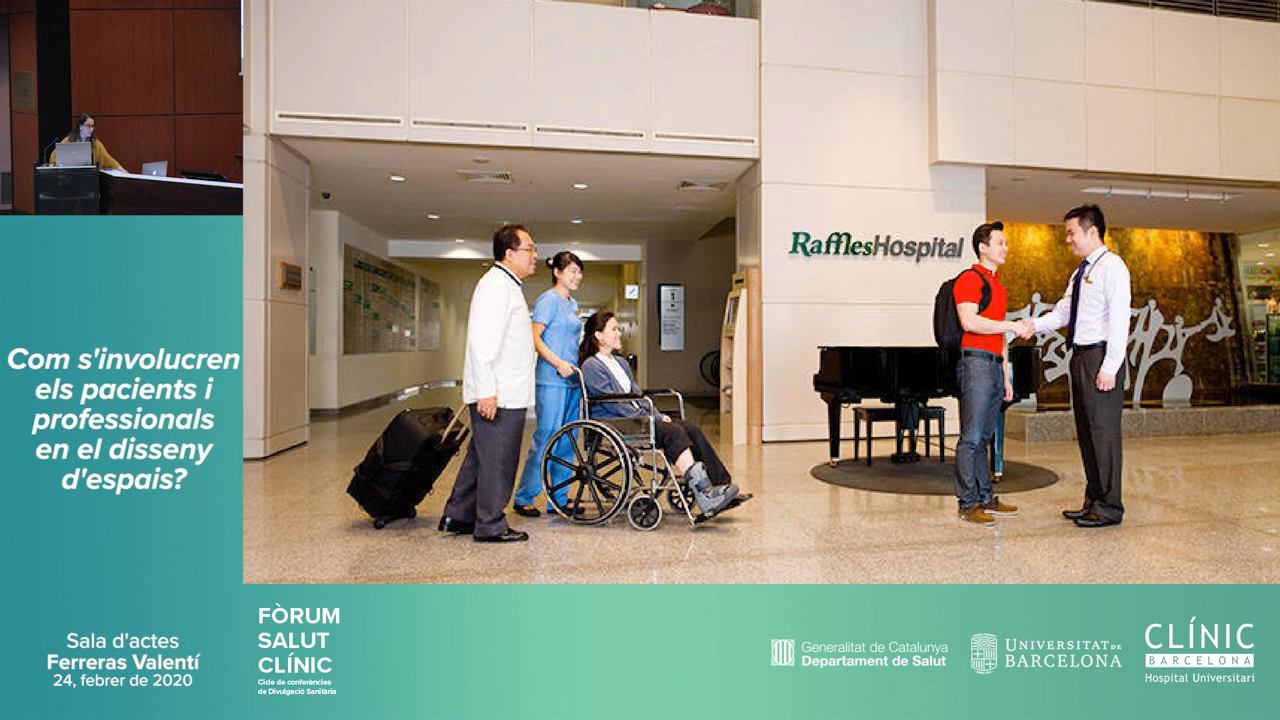 RafflesHospital
Com s'involucren
els pacients i
professionals
en el disseny
d'espais?
Sala d'actes
Ferreras Valentí
24, febrer de 2020
FÒRUM
SALUT
CLÍNIC
Cicle de conferències
de Divulgació Sanitària
Generalitat de Catalunya
Departament de Salut
UNIVERSITAT DE
BARCELONA
CLÍNIC
BARCELONA
Hospital Universitari